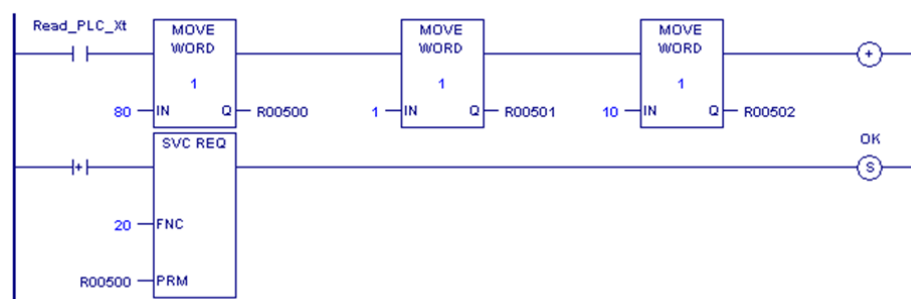 Read_PLC_Xt
MOVE WORD MOVE WORD MOVE WORD
1 1 1
+
80 IN Q R00500 1 IN Q R00501 10 IN Q R00502
SVC REQ
OK
+ S
20 FNC
R00500 PRM